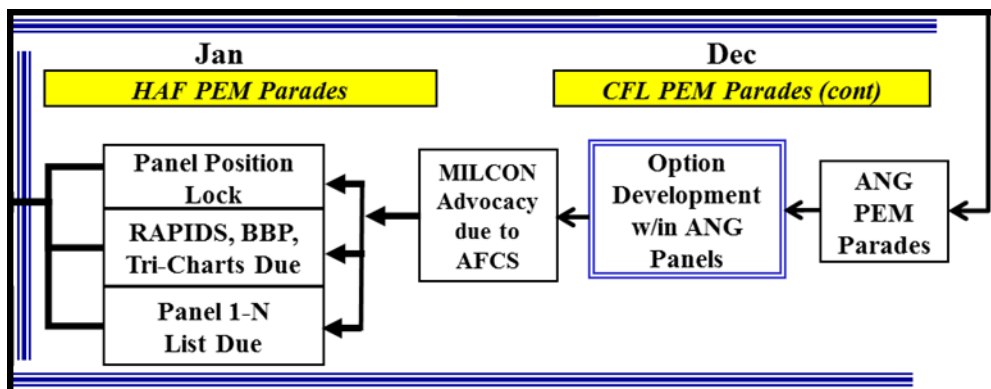 Jan
Dec
HAF PEM Parades
CFL PEM Parades (cont)
Panel Position
Lock
RAPIDS, BBP,
Tri-Charts Due
Panel 1-N
List Due
MILCON
Advocacy
due to
AFCS
Option
Development
w/in ANG
Panels
ANG
PEM
Parades